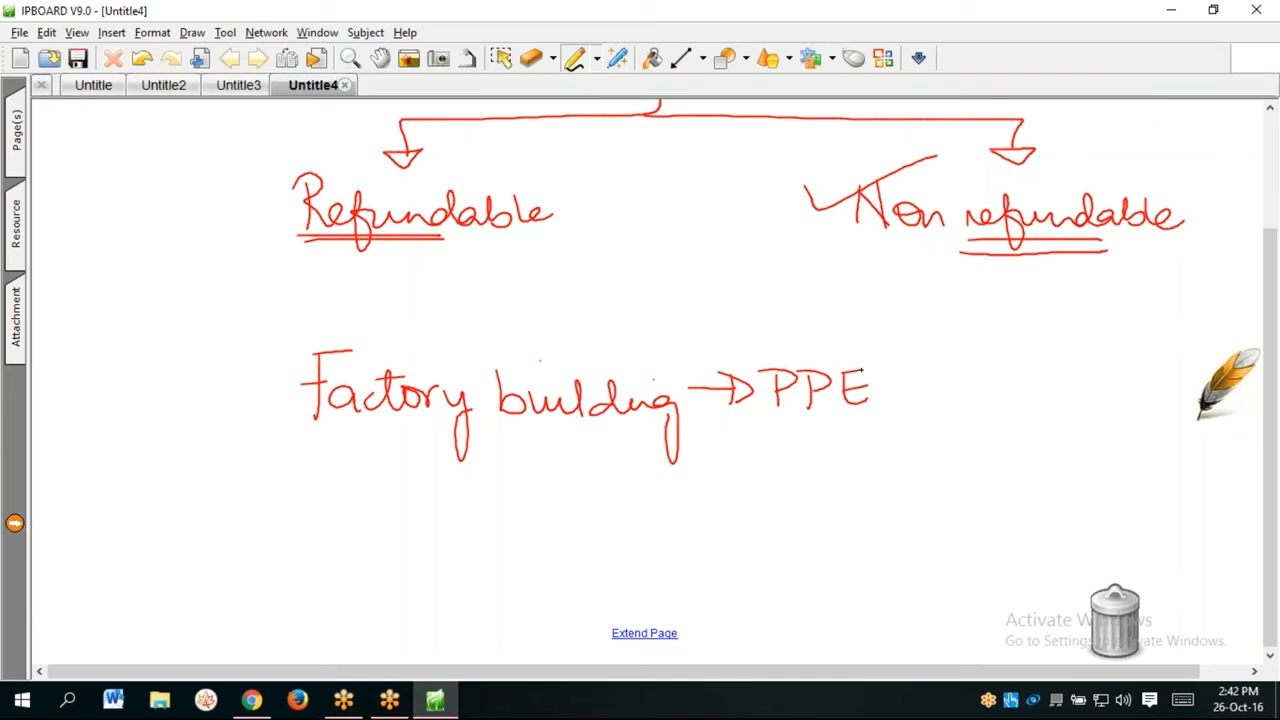 IPBOARD V9.0 - [Untitle4]
File Edit View Insert Format Draw Tool Network Window Subject Help
Untitle Untitle2 Untitle3 Untitle4
Page(s)
Resource
Attachment
Refundable Non refundable
Factory building → PPE
Activate Windows
Go to Settings to activate Windows.
Extend Page
2:42 PM
26-Oct-16